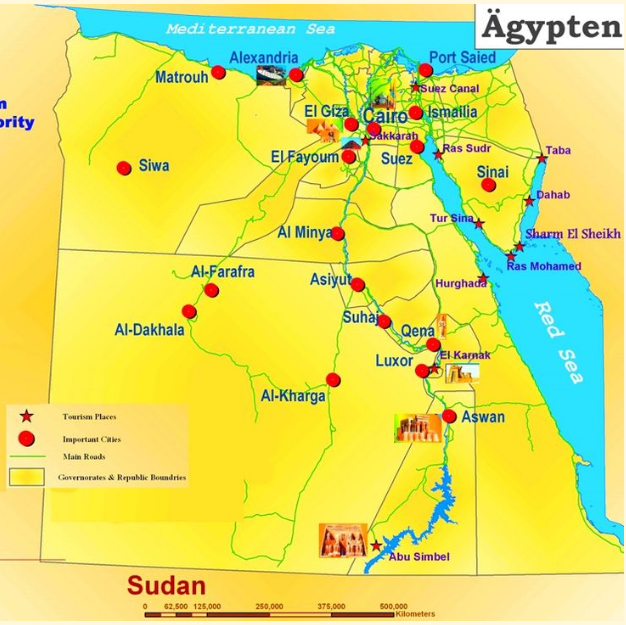 Ägypten
Mediterranean Sea
Alexandria
Port Saied
Matrouh
Suez Canal
El Giza
Cairo
Ismailia
Sakkarah
Ras Sudr
Taba
El Fayoum
Suez
Siwa
Sinai
Dahab
Tur Sina
Sharm El Sheikh
Al Minya
Ras Mohamed
Al-Farafra
Asiyut
Hurghada
Al-Dakhala
Suhaj
Qena
Red Sea
Luxor
El Karnak
Al-Kharga
Aswan
Tourism Places
Important Cities
Main Roads
Governorates & Republic Boundries
Abu Simbel
Sudan
0 62,500 125,000 250,000 375,000 500,000
Kilometers